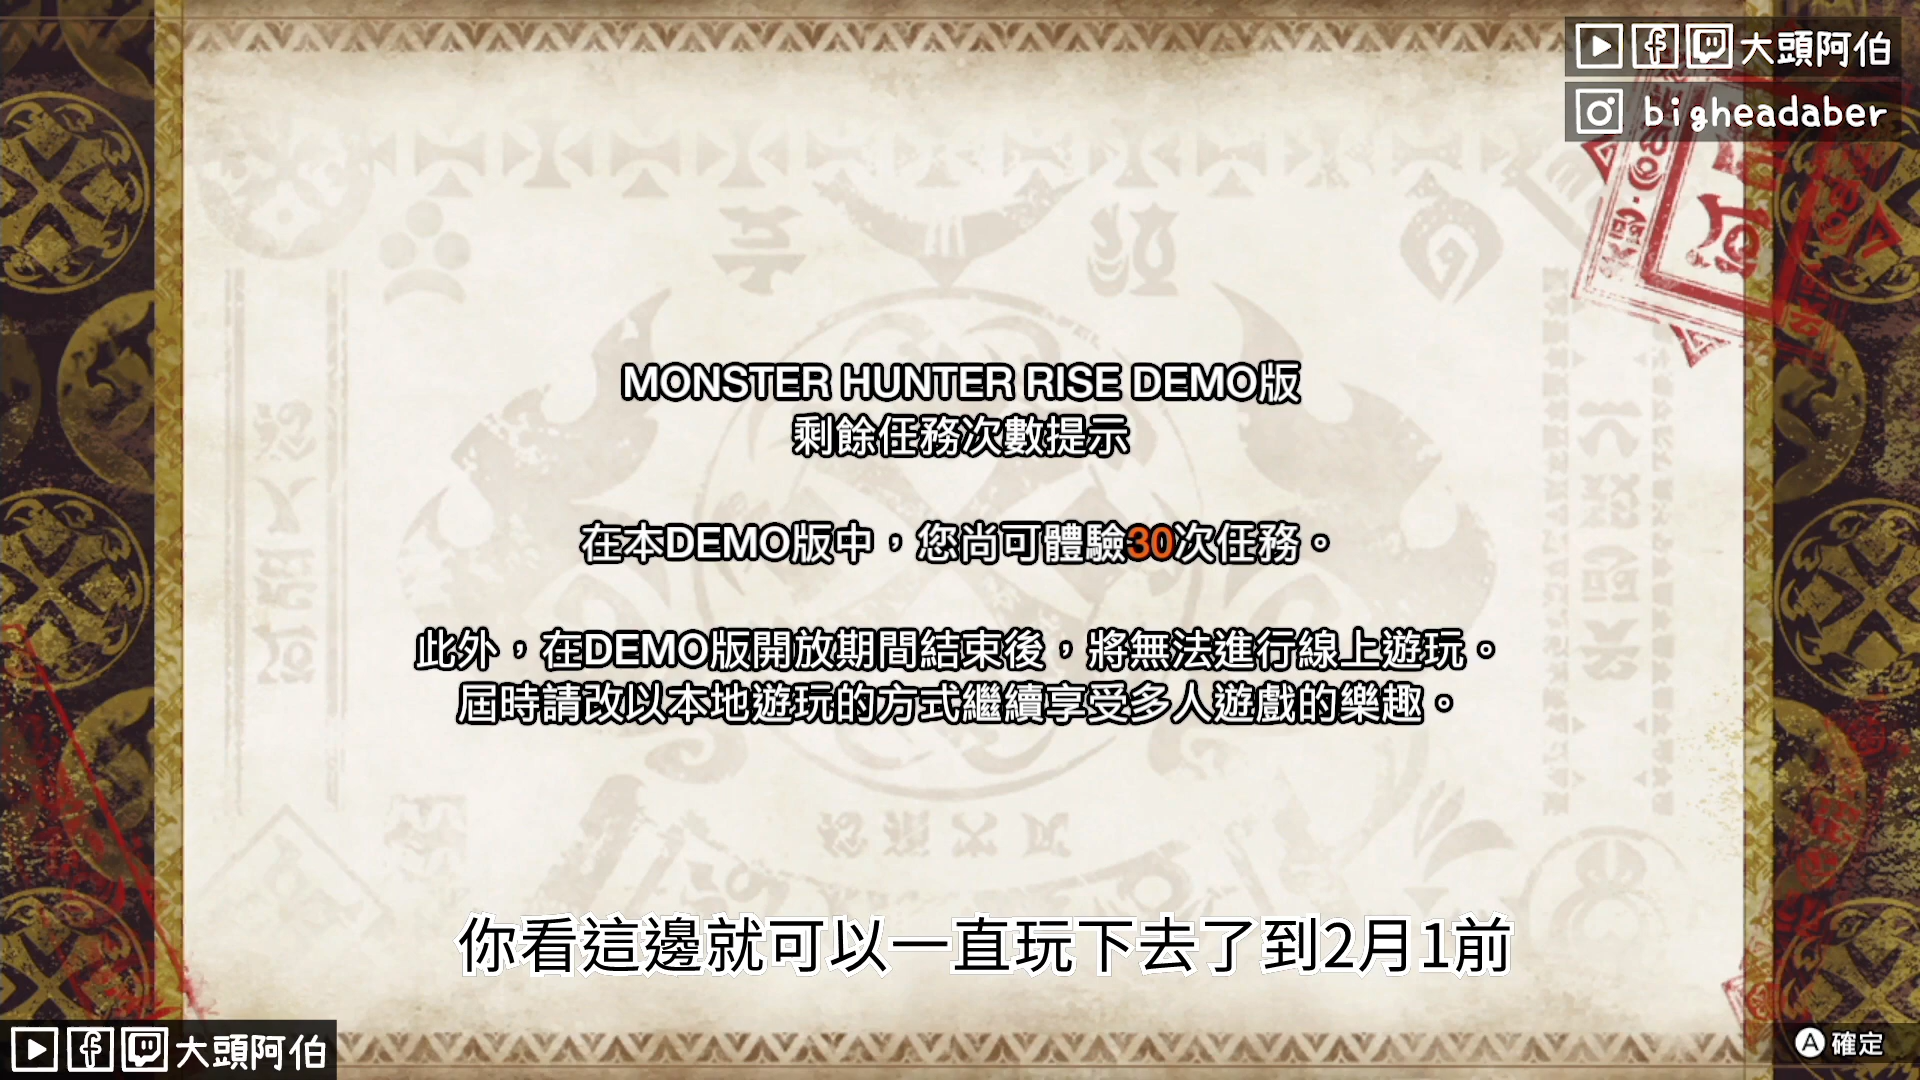 大頭阿伯
bigheadaber
MONSTER HUNTER RISE DEMO版
剩餘任務次數提示
在本DEMO版中，您尚可體驗30次任務。
此外，在DEMO版開放期間結束後，將無法進行線上遊玩。
屆時請改以本地遊玩的方式繼續享受多人遊戲的樂趣。
你看這邊就可以一直玩下去了到2月1前
大頭阿伯
A 確定